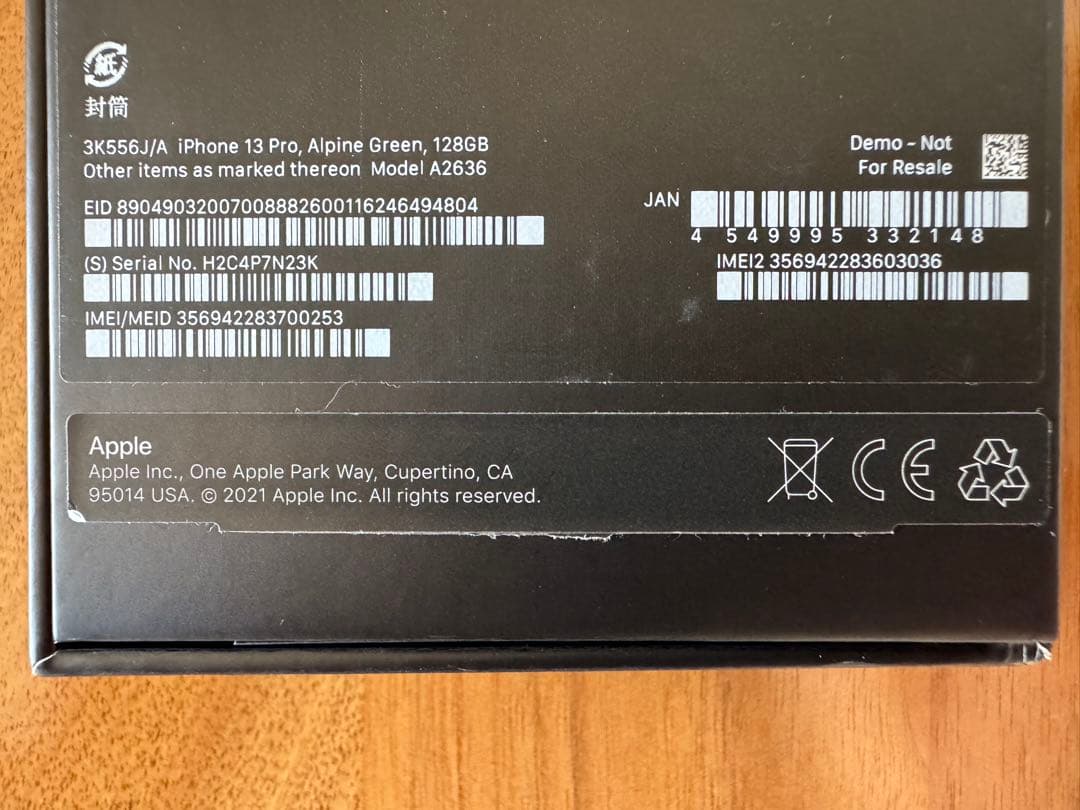 紙
封筒
3K556J/A iPhone 13 Pro, Alpine Green, 128GB
Other items as marked thereon Model A2636
Demo - Not
For Resale
EID 89049032007008882600116246494804
JAN
4 549995 332148
(S) Serial No. H2C4P7N23K
IMEI2 356942283603036
IMEI/MEID 356942283700253
Apple
Apple Inc., One Apple Park Way, Cupertino, CA
95014 USA. © 2021 Apple Inc. All rights reserved.
CE